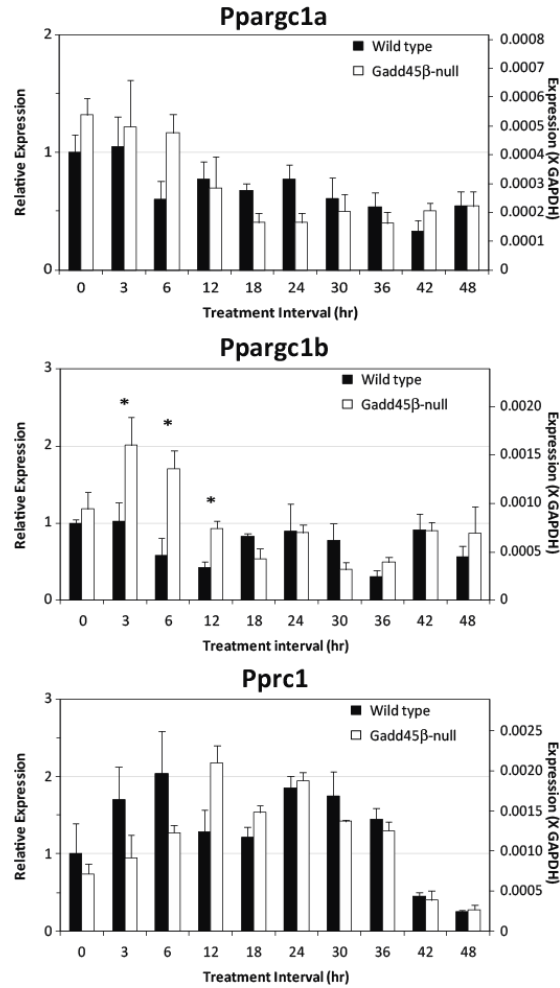 Ppargc1a
Wild type
Gadd45β-null
Relative Expression
2
1
0
0.0008
0.0007
0.0006
0.0005
0.0004
0.0003
0.0002
0.0001
0
Expression (X GAPDH)
0 3 6 12 18 24 30 36 42 48
Treatment Interval (hr)
Ppargc1b
Wild type
Gadd45β-null
* * *
Relative Expression
3
2
1
0
0.0020
0.0015
0.0010
0.0005
0
Expression (X GAPDH)
0 3 6 12 18 24 30 36 42 48
Treatment interval (hr)
Pprc1
Wild type
Gadd45β-null
Relative Expression
3
2
1
0
0.0025
0.0020
0.0015
0.0010
0.0005
0
Expression (X GAPDH)
0 3 6 12 18 24 30 36 42 48
Treatment Interval (hr)